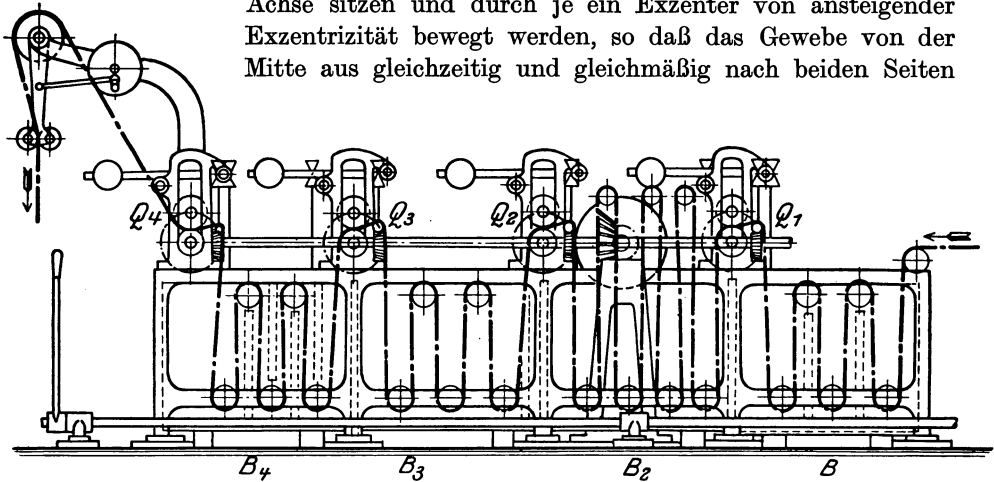 Achse sitzen und durch je ein Exzenter von ansteigender
Exzentrizität bewegt werden, so daß das Gewebe von der
Mitte aus gleichzeitig und gleichmäßig nach beiden Seiten
Q4 Q3 Q2 Q1
B4 B3 B2 B